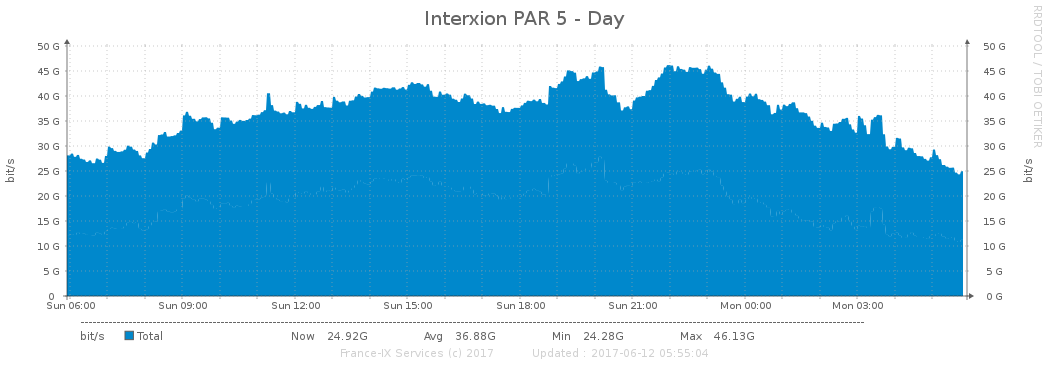 Interxion PAR 5 - Day
RRDTOOL / TOBI OETIKER
50 G 50 G
45 G 45 G
40 G 40 G
35 G 35 G
30 G 30 G
25 G 25 G
20 G 20 G
15 G 15 G
10 G 10 G
5 G 5 G
0 0 G
bit/s
bit/s
Sun 06:00 Sun 09:00 Sun 12:00 Sun 15:00 Sun 18:00 Sun 21:00 Mon 00:00 Mon 03:00
bit/s Total Now 24.92G Avg 36.88G Min 24.28G Max 46.13G
France-IX Services (c) 2017 Updated : 2017-06-12 05:55:04